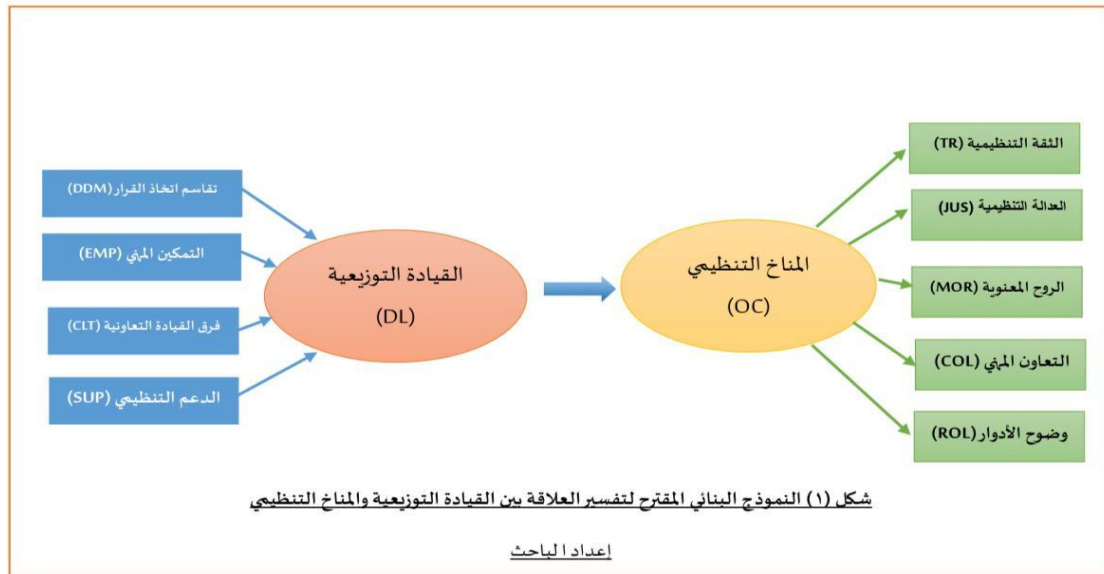 تقاسم اتخاذ القرار (DDM)
التمكين المهني (EMP)
فرق القيادة التعاونية (CLT)
الدعم التنظيمي (SUP)
القيادة التوزيعية
(DL)
المناخ التنظيمي
(OC)
الثقة التنظيمية (TR)
العدالة التنظيمية (JUS)
الروح المعنوية (MOR)
التعاون المهني (COL)
وضوح الأدوار (ROL)
شكل (١) النموذج البنائي المقترح لتفسير العلاقة بين القيادة التوزيعية والمناخ التنظيمي
إعداد الباحث